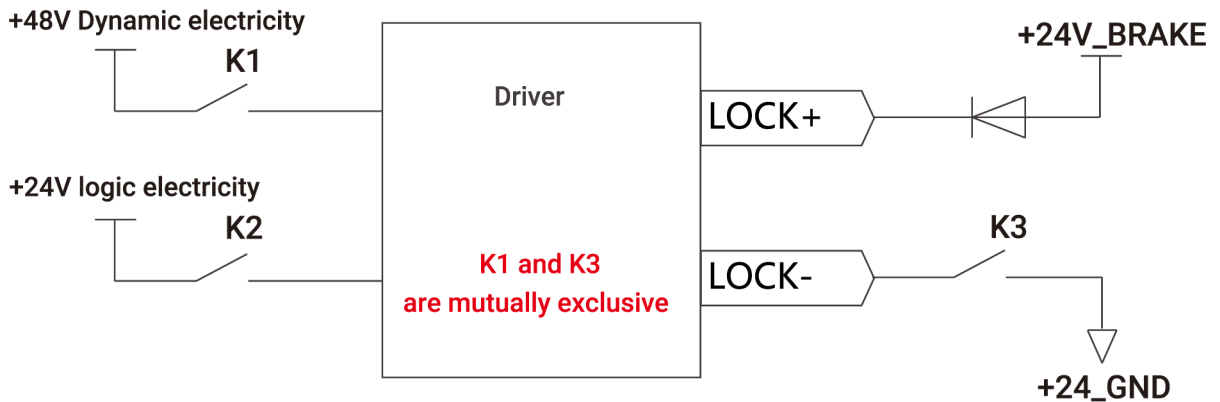 +48V Dynamic electricity
K1
+24V_BRAKE
Driver
LOCK+
+24V logic electricity
K2
K3
K1 and K3
are mutually exclusive
LOCK-
+24_GND